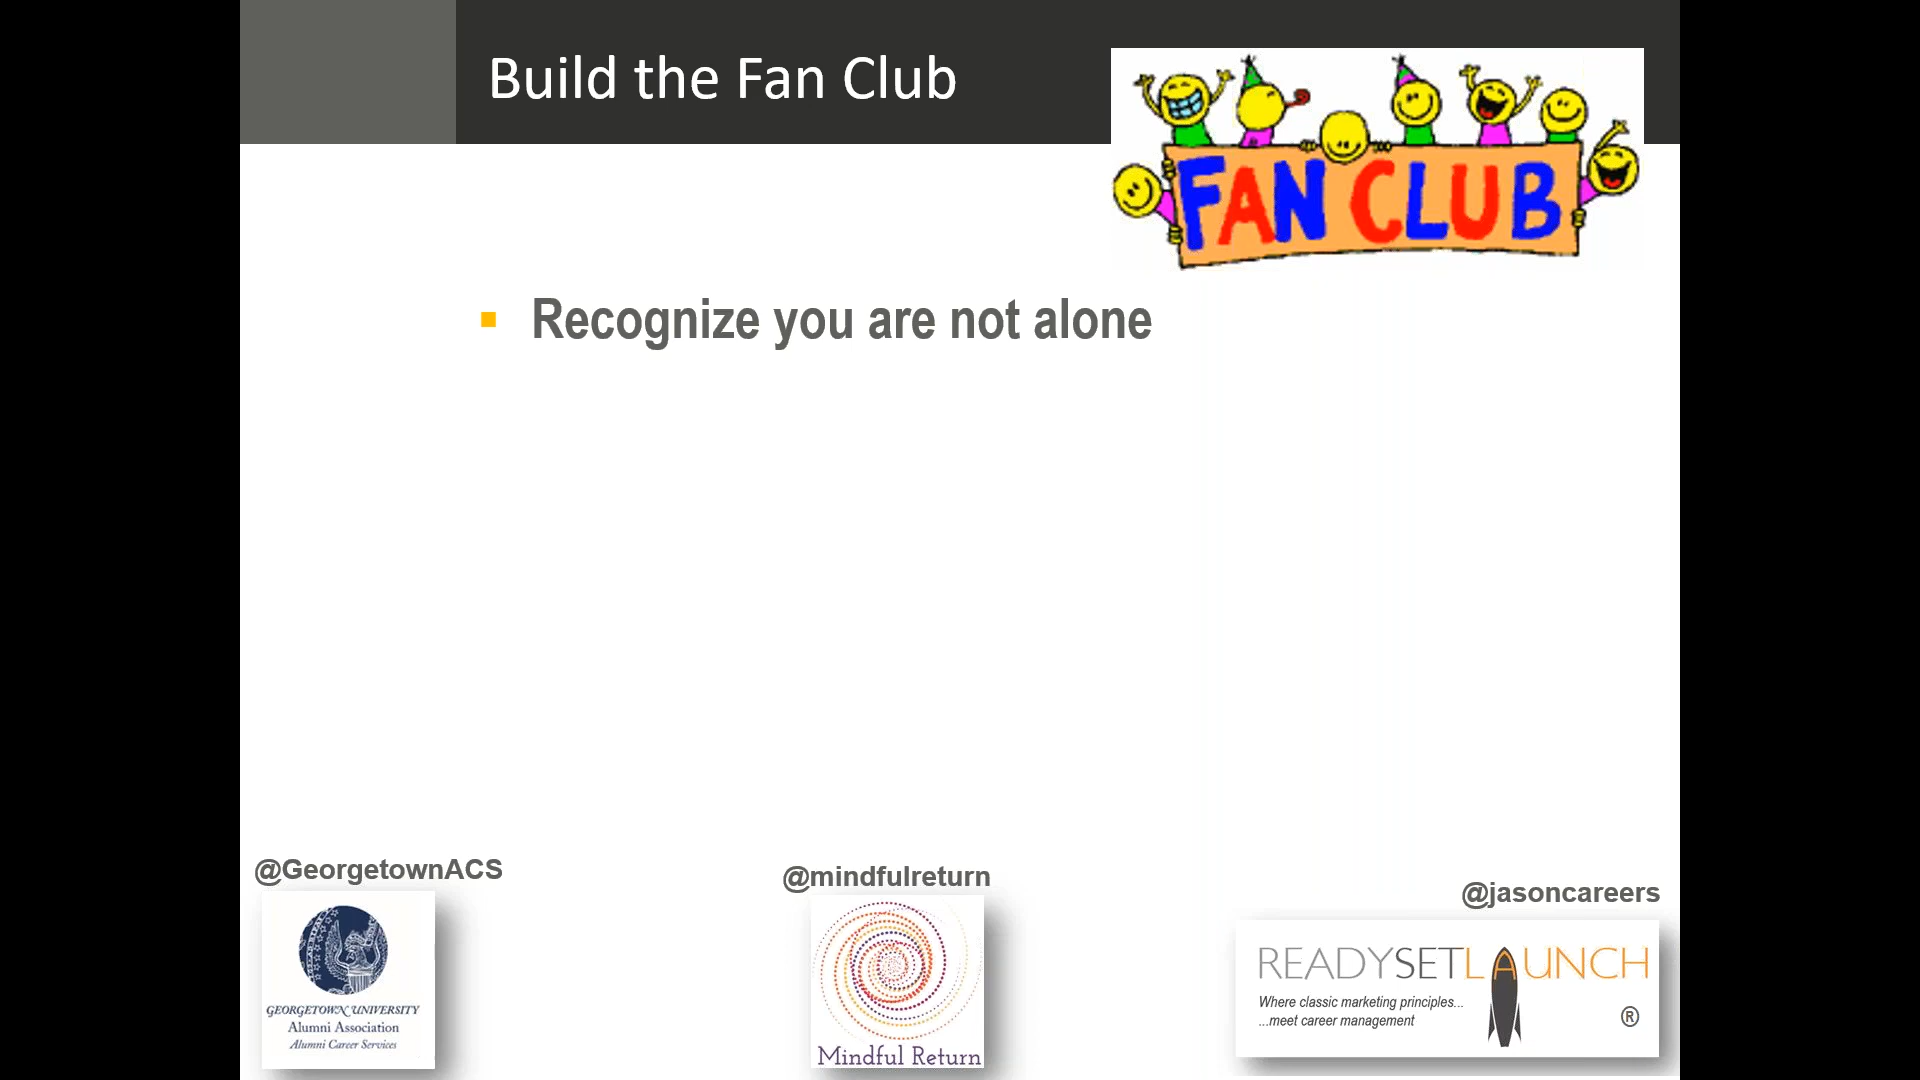 Build the Fan Club
FAN CLUB
Recognize you are not alone
@GeorgetownACS
@mindfulreturn
@jasoncareers
GEORGETOWN UNIVERSITY
Alumni Association
Alumni Career Services
Mindful Return
READYSETLAUNCH
Where classic marketing principles...
...meet career management
®